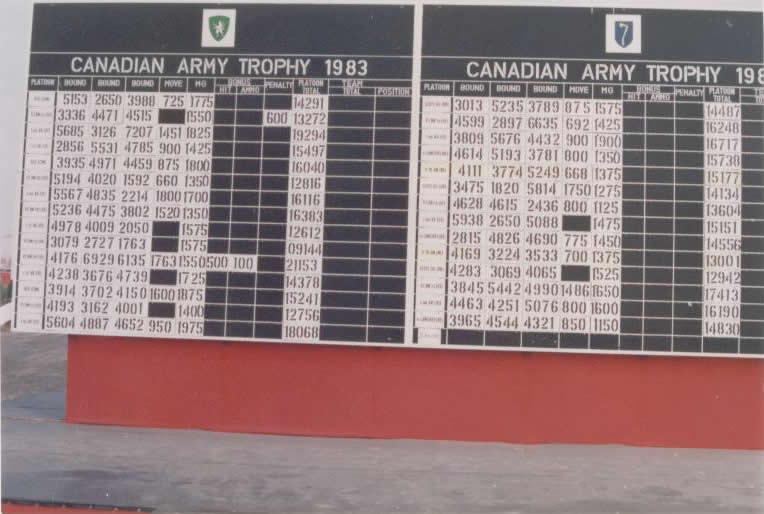 7
CANADIAN ARMY TROPHY 1983
PLATOON BOUND BOUND BOUND MOVE M-G BONUS HIT AMMO PENALTY PLATOON TOTAL TEAM TOTAL POSITION
5153 2650 3988 725 1775 14291
3336 4471 4515 1550 600 13272
5685 3126 7207 1451 1825 19294
2856 5531 4785 900 1425 15497
3935 4971 4459 875 1800 16040
5194 4020 1592 660 1350 12816
5567 4835 2214 1800 1700 16116
5236 4475 3802 1520 1350 16383
4978 4009 2050 1575 12612
3079 2727 1763 1575 09144
4176 6929 6135 1763 1550 500 100 21153
4238 3676 4739 1725 14378
3914 3702 4150 1600 1875 15241
4193 3162 4001 1400 12756
5604 4887 4652 950 1975 18068
CANADIAN ARMY TROPHY 198
PLATOON BOUND BOUND BOUND MOVE M-G BONUS HIT AMMO PENALTY PLATOON TOTAL
3013 5235 3789 875 1575 14487
4599 2897 6635 692 1425 16248
3809 5676 4432 900 1900 16717
4614 5193 3781 800 1350 15738
4111 3774 5249 668 1375 15177
3475 1820 5814 1750 1275 14134
4628 4615 2436 800 1125 13604
5938 2650 5088 1475 15151
2815 4826 4690 775 1450 14556
4169 3224 3533 700 1375 13001
4283 3069 4065 1525 12942
3845 5442 4990 1486 1650 17413
4463 4251 5076 800 1600 16190
3965 4544 4321 850 1150 14830